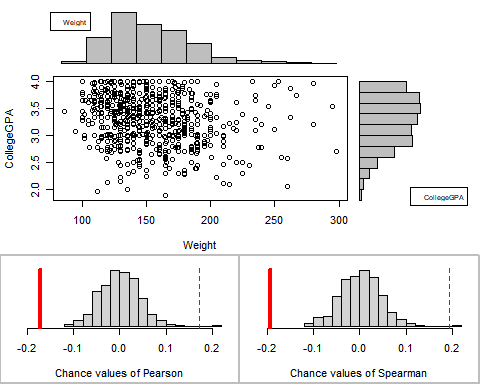 Weight
CollegeGPA
4.0
3.5
3.0
2.5
2.0
100 150 200 250 300
Weight
CollegeGPA
-0.2 -0.1 0.0 0.1 0.2
Chance values of Pearson
-0.2 -0.1 0.0 0.1 0.2
Chance values of Spearman